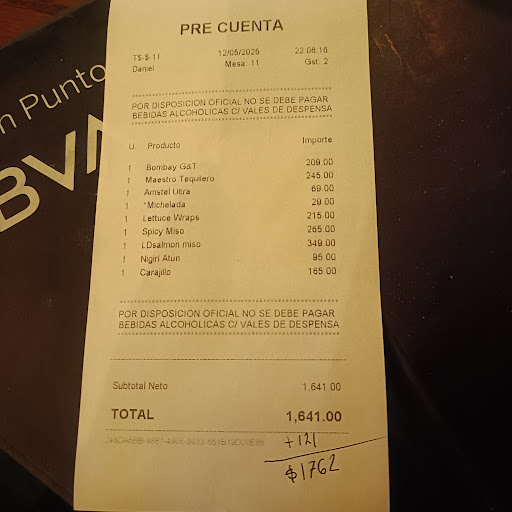 PRE CUENTA
TS-5-11 12/05/2025 22:06:16
Daniel Mesa: 11 Gst: 2
n Punto
BVA
POR DISPOSICION OFICIAL NO SE DEBE PAGAR
BEBIDAS ALCOHOLICAS C/ VALES DE DESPENSA
U. Producto Importe
1 Bombay G&T 209.00
1 Maestro Tequilero 245.00
1 Amstel Ultra 69.00
1 *Michelada 29.00
1 Lettuce Wraps 215.00
1 Spicy Miso 265.00
1 LDsalmon miso 349.00
1 Nigiri Atun 95.00
1 Carajillo 165.00
POR DISPOSICION OFICIAL NO SE DEBE PAGAR
BEBIDAS ALCOHOLICAS C/ VALES DE DESPENSA
Subtotal Neto 1,641.00
TOTAL 1,641.00
+121
$1762